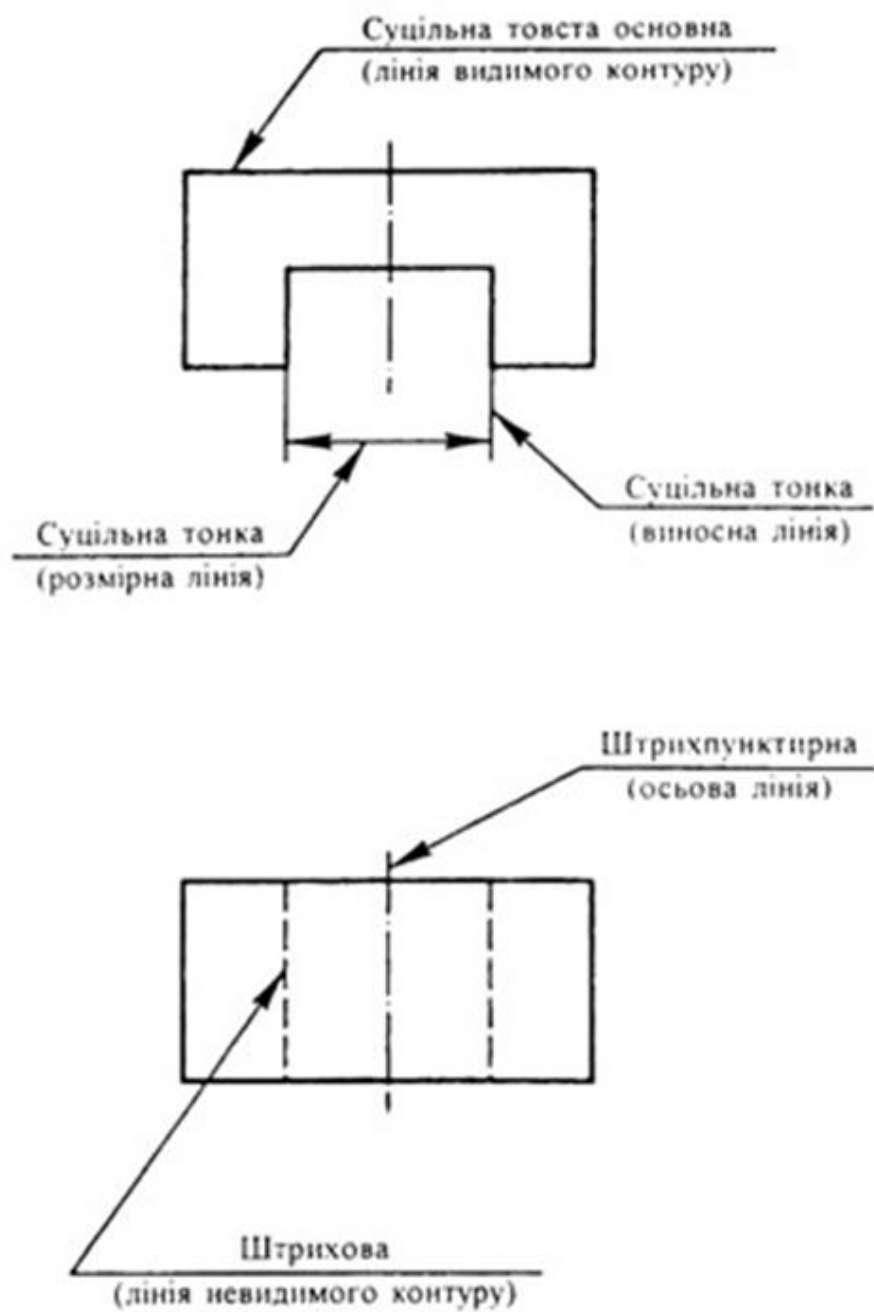 Суцільна товста основна
(лінія видимого контуру)
Суцільна тонка
(виносна лінія)
Суцільна тонка
(розмірна лінія)
Штрихпунктирна
(осьова лінія)
Штрихова
(лінія невидимого контуру)